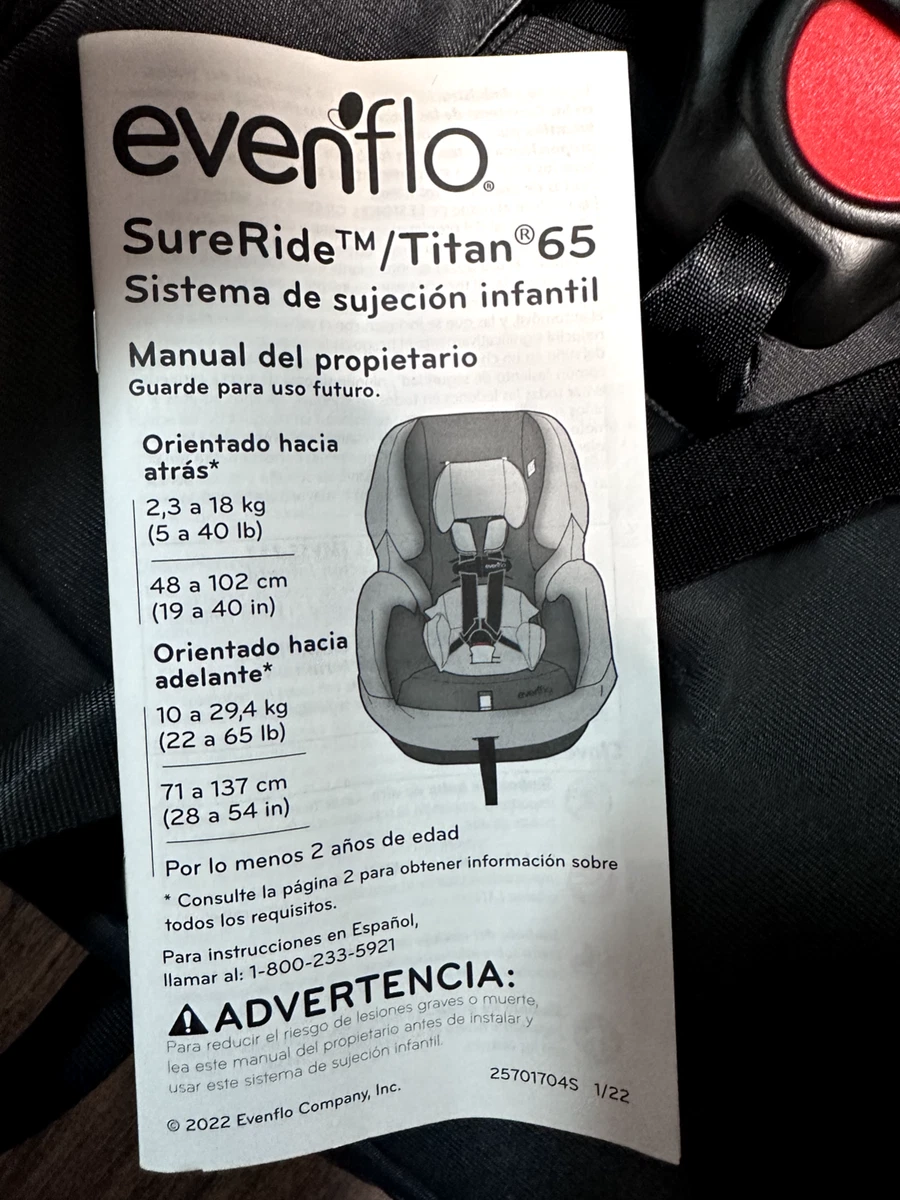 evenflo®
SureRide™/Titan®65
Sistema de sujeción infantil
Manual del propietario
Guarde para uso futuro.
Orientado hacia
atrás*
2,3 a 18 kg
(5 a 40 lb)
48 a 102 cm
(19 a 40 in)
Orientado hacia
adelante*
10 a 29,4 kg
(22 a 65 lb)
71 a 137 cm
(28 a 54 in)
Por lo menos 2 años de edad
* Consulte la página 2 para obtener información sobre
todos los requisitos.
Para instrucciones en Español,
llamar al: 1-800-233-5921
evenflo
evenflo
ADVERTENCIA:
Para reducir el riesgo de lesiones graves o muerte,
lea este manual del propietario antes de instalar y
usar este sistema de sujeción infantil.
25701704S 1/22
© 2022 Evenflo Company, Inc.